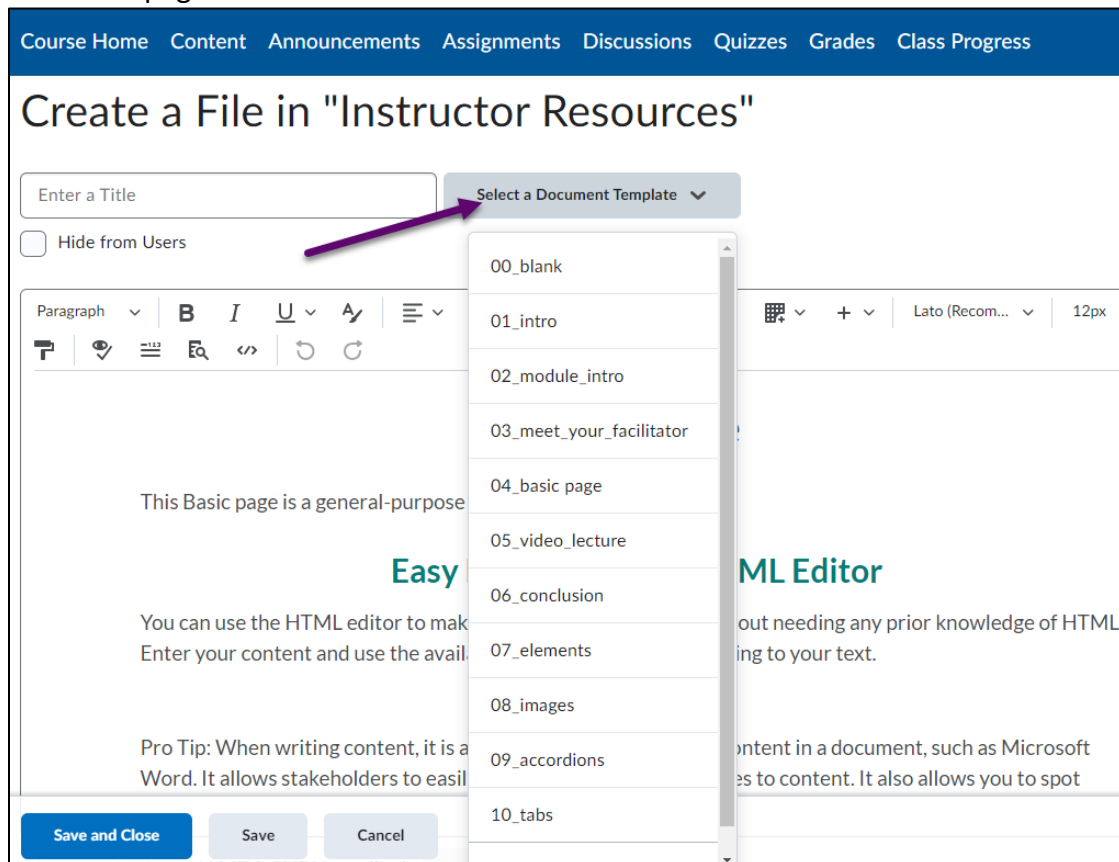 Course Home Content Announcements Assignments Discussions Quizzes Grades Class Progress
Create a File in "Instructor Resources"
Enter a Title
Select a Document Template
Hide from Users
00_blank
01_intro
02_module_intro
03_meet_your_facilitator
04_basic page
05_video_lecture
06_conclusion
07_elements
08_images
09_accordions
10_tabs
Paragraph B I U Lato (Recom... 12px
This Basic page is a general-purpose
Easy ML Editor
You can use the HTML editor to mak out needing any prior knowledge of HTML
Enter your content and use the avail ing to your text.
Pro Tip: When writing content, it is a ntent in a document, such as Microsoft
Word. It allows stakeholders to easil es to content. It also allows you to spot
Save and Close Save Cancel